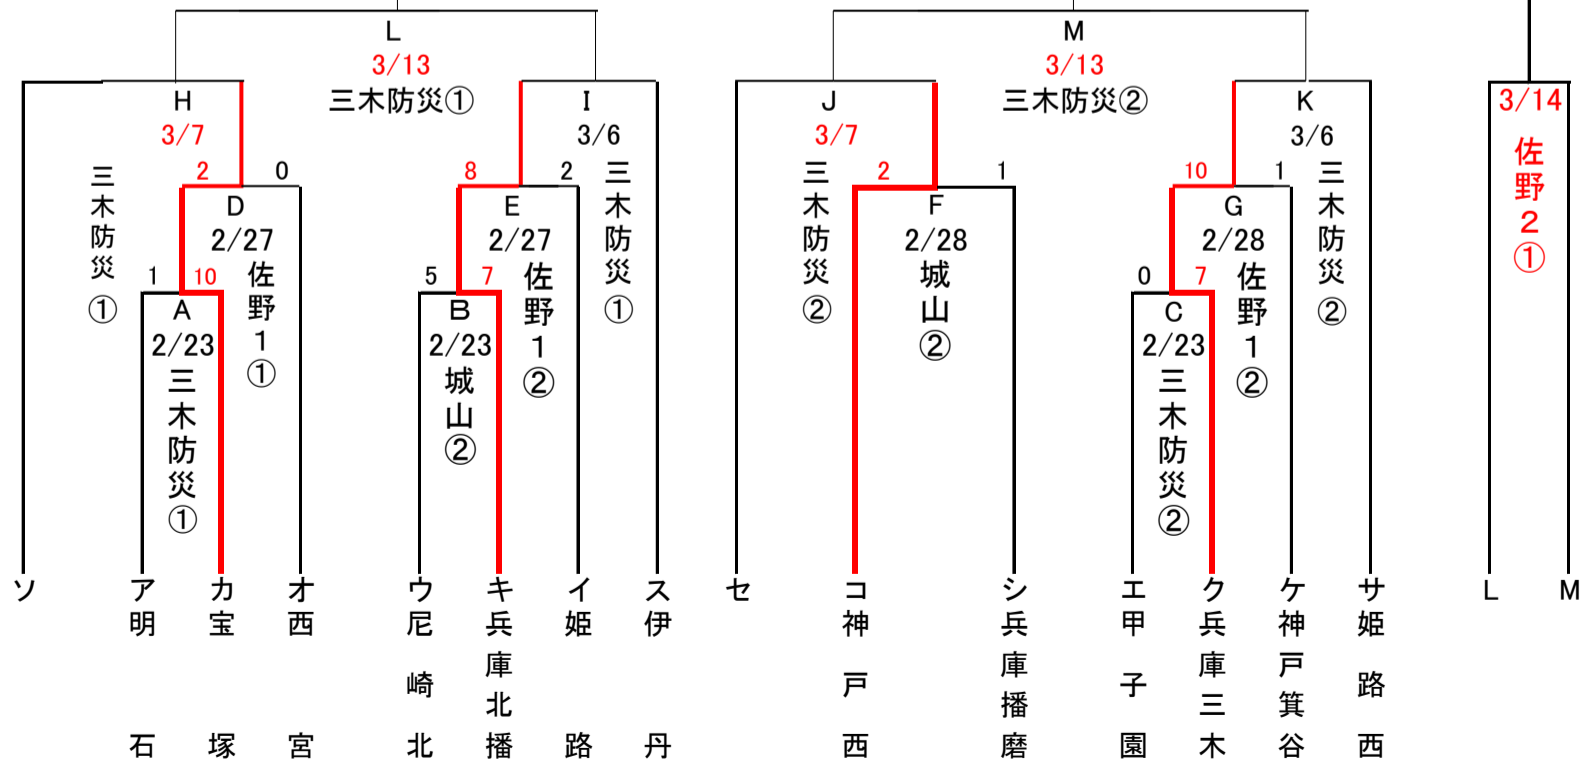 L
3/13
三木防災①
M
3/13
三木防災②
H
3/7
三木防災①
I
3/6
三木防災①
J
3/7
三木防災②
K
3/6
三木防災②
3/14
佐野2①
2
0
D
2/27
佐野1①
8
2
E
2/27
佐野1②
2
1
F
2/28
城山②
10
1
G
2/28
佐野1②
1
10
A
2/23
三木防災①
5
7
B
2/23
城山②
0
7
C
2/23
三木防災②
ソ
ア明石
カ宝塚
オ西宮
ウ尼崎北
キ兵庫北播
イ姫路
ス伊丹
セ
コ神戸西
シ兵庫播磨
エ甲子園
ク兵庫三木
ケ神戸箕谷
サ姫路西
L
M